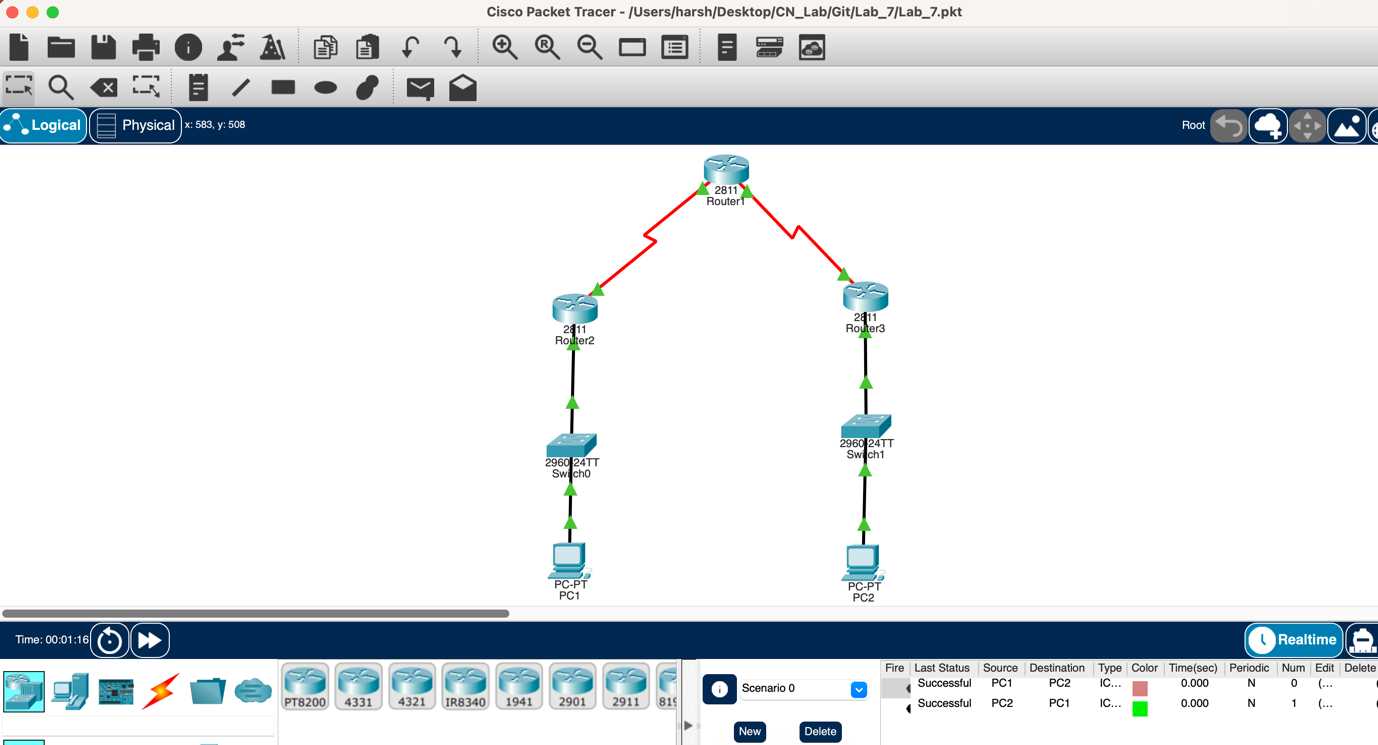 Cisco Packet Tracer - /Users/harsh/Desktop/CN_Lab/Git/Lab_7/Lab_7.pkt
Logical Physical x: 583, y: 508 Root
2811
Router1
2811
Router2
2811
Router3
2960-24TT
Switch0
2960-24TT
Switch1
PC-PT
PC1
PC-PT
PC2
Time: 00:01:16 Realtime
PT8200 4331 4321 IR8340 1941 2901 2911 819
Scenario 0
New Delete
Fire Last Status Source Destination Type Color Time(sec) Periodic Num Edit Delete
Successful PC1 PC2 IC... 0.000 N 0 (...
Successful PC2 PC1 IC... 0.000 N 1 (...